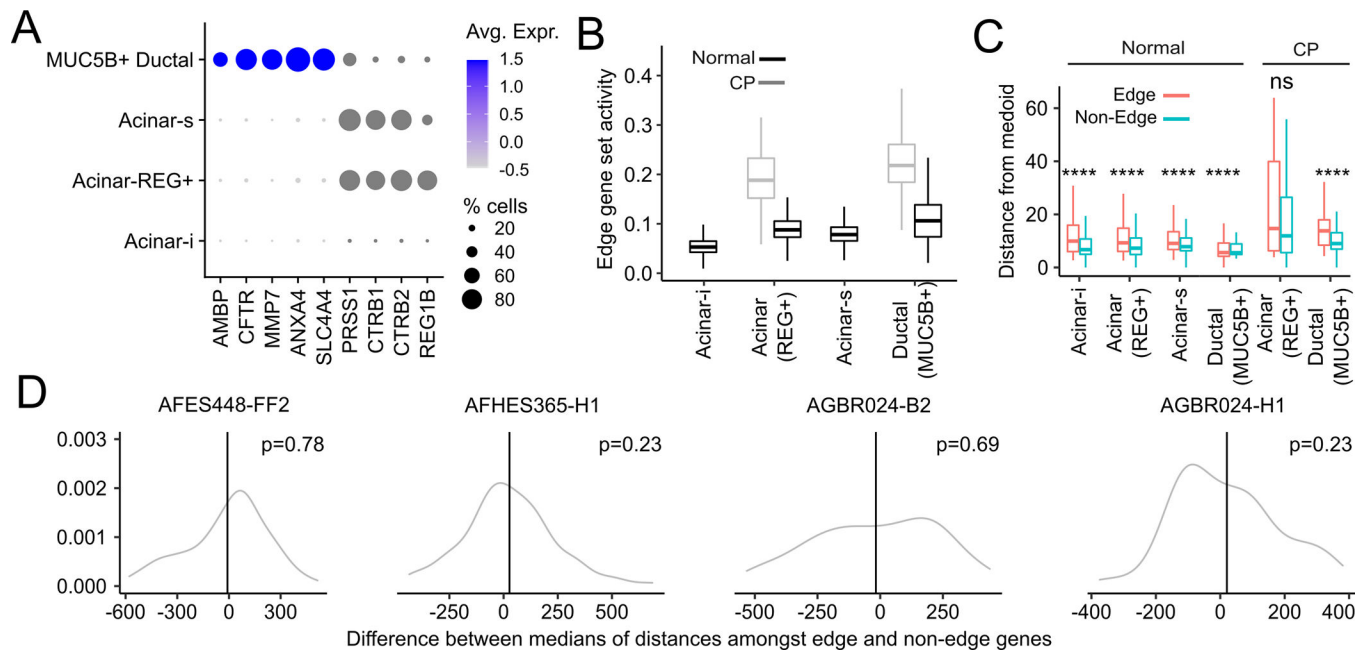 A
MUC5B+ Ductal
Acinar-s
Acinar-REG+
Acinar-i
AMBP
CFTR
MMP7
ANXA4
SLC4A4
PRSS1
CTRB1
CTRB2
REG1B
Avg. Expr.
1.5
1.0
0.5
0.0
-0.5
% cells
20
40
60
80
B
Edge gene set activity
0.4
0.3
0.2
0.1
0.0
Normal
CP
Acinar-i
Acinar
(REG+)
Acinar-s
Ductal
(MUC5B+)
C
Normal
CP
Distance from medoid
60
40
20
0
Edge
Non-Edge
ns
****
****
****
****
****
Acinar-i
Acinar
(REG+)
Acinar-s
Ductal
(MUC5B+)
Acinar
(REG+)
Ductal
(MUC5B+)
D
AFES448-FF2
AFHES365-H1
AGBR024-B2
AGBR024-H1
0.003
0.002
0.001
0.000
p=0.78
p=0.23
p=0.69
p=0.23
-600 -300 0 300
-300 0 300 600
-500 -250 0 250 500
-400 -200 0 200 400
Difference between medians of distances amongst edge and non-edge genes